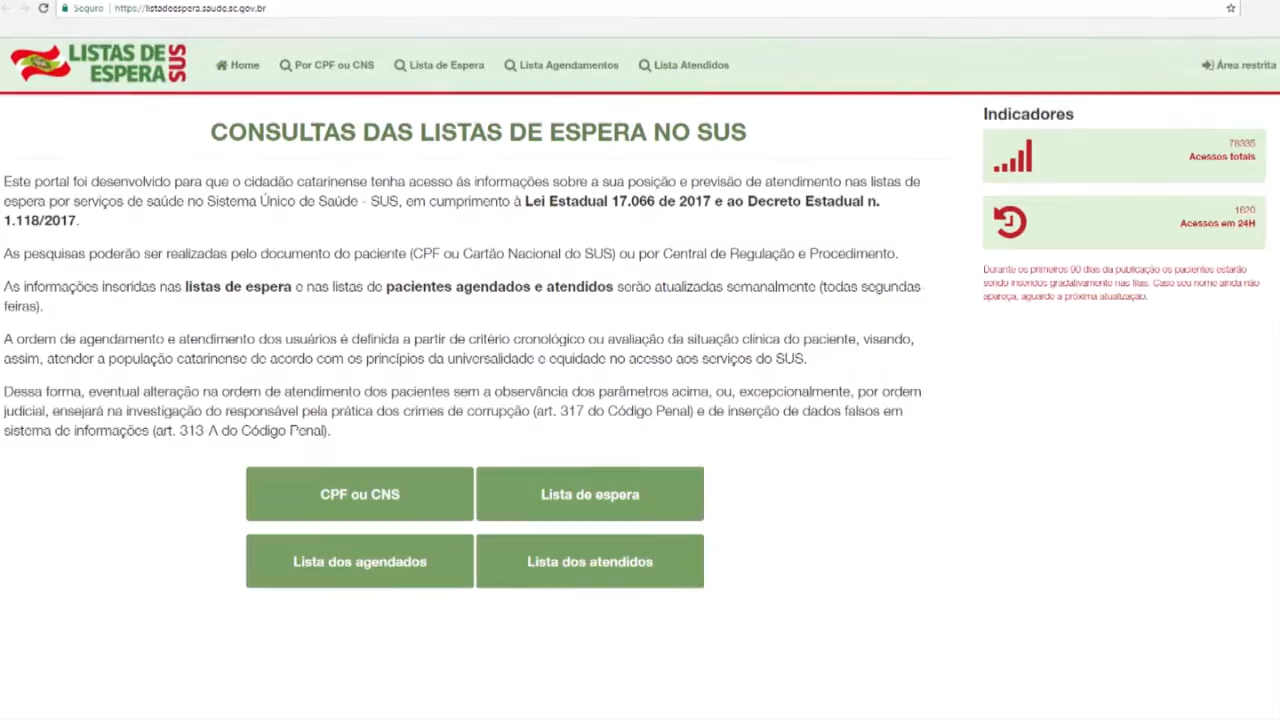 Seguro
https://listadeespera.saude.sc.gov.br
LISTAS DE
ESPERA
SUS
Home
Por CPF ou CNS
Lista de Espera
Lista Agendamentos
Lista Atendidos
Área restrita
CONSULTAS DAS LISTAS DE ESPERA NO SUS
Este portal foi desenvolvido para que o cidadão catarinense tenha acesso ás informações sobre a sua posição e previsão de atendimento nas listas de
espera por serviços de saúde no Sistema Único de Saúde - SUS, em cumprimento à Lei Estadual 17.066 de 2017 e ao Decreto Estadual n.
1.118/2017.
As pesquisas poderão ser realizadas pelo documento do paciente (CPF ou Cartão Nacional do SUS) ou por Central de Regulação e Procedimento.
As informações inseridas nas listas de espera e nas listas de pacientes agendados e atendidos serão atualizadas semanalmente (todas segundas-
feiras).
A ordem de agendamento e atendimento dos usuários é definida a partir de critério cronológico ou avaliação da situação clínica do paciente, visando,
assim, atender a população catarinense de acordo com os princípios da universalidade e equidade no acesso aos serviços do SUS.
Dessa forma, eventual alteração na ordem de atendimento dos pacientes sem a observância dos parâmetros acima, ou, excepcionalmente, por ordem
judicial, ensejará na investigação do responsável pela prática dos crimes de corrupção (art. 317 do Código Penal) e de inserção de dados falsos em
sistema de informações (art. 313-A do Código Penal).
CPF ou CNS
Lista de espera
Lista dos agendados
Lista dos atendidos
Indicadores
78335
Acessos totais
1620
Acessos em 24H
Durante os primeiros 90 dias da publicação os pacientes estarão
sendo inseridos gradativamente nas filas. Caso seu nome ainda não
apareça, aguarde a próxima atualização.